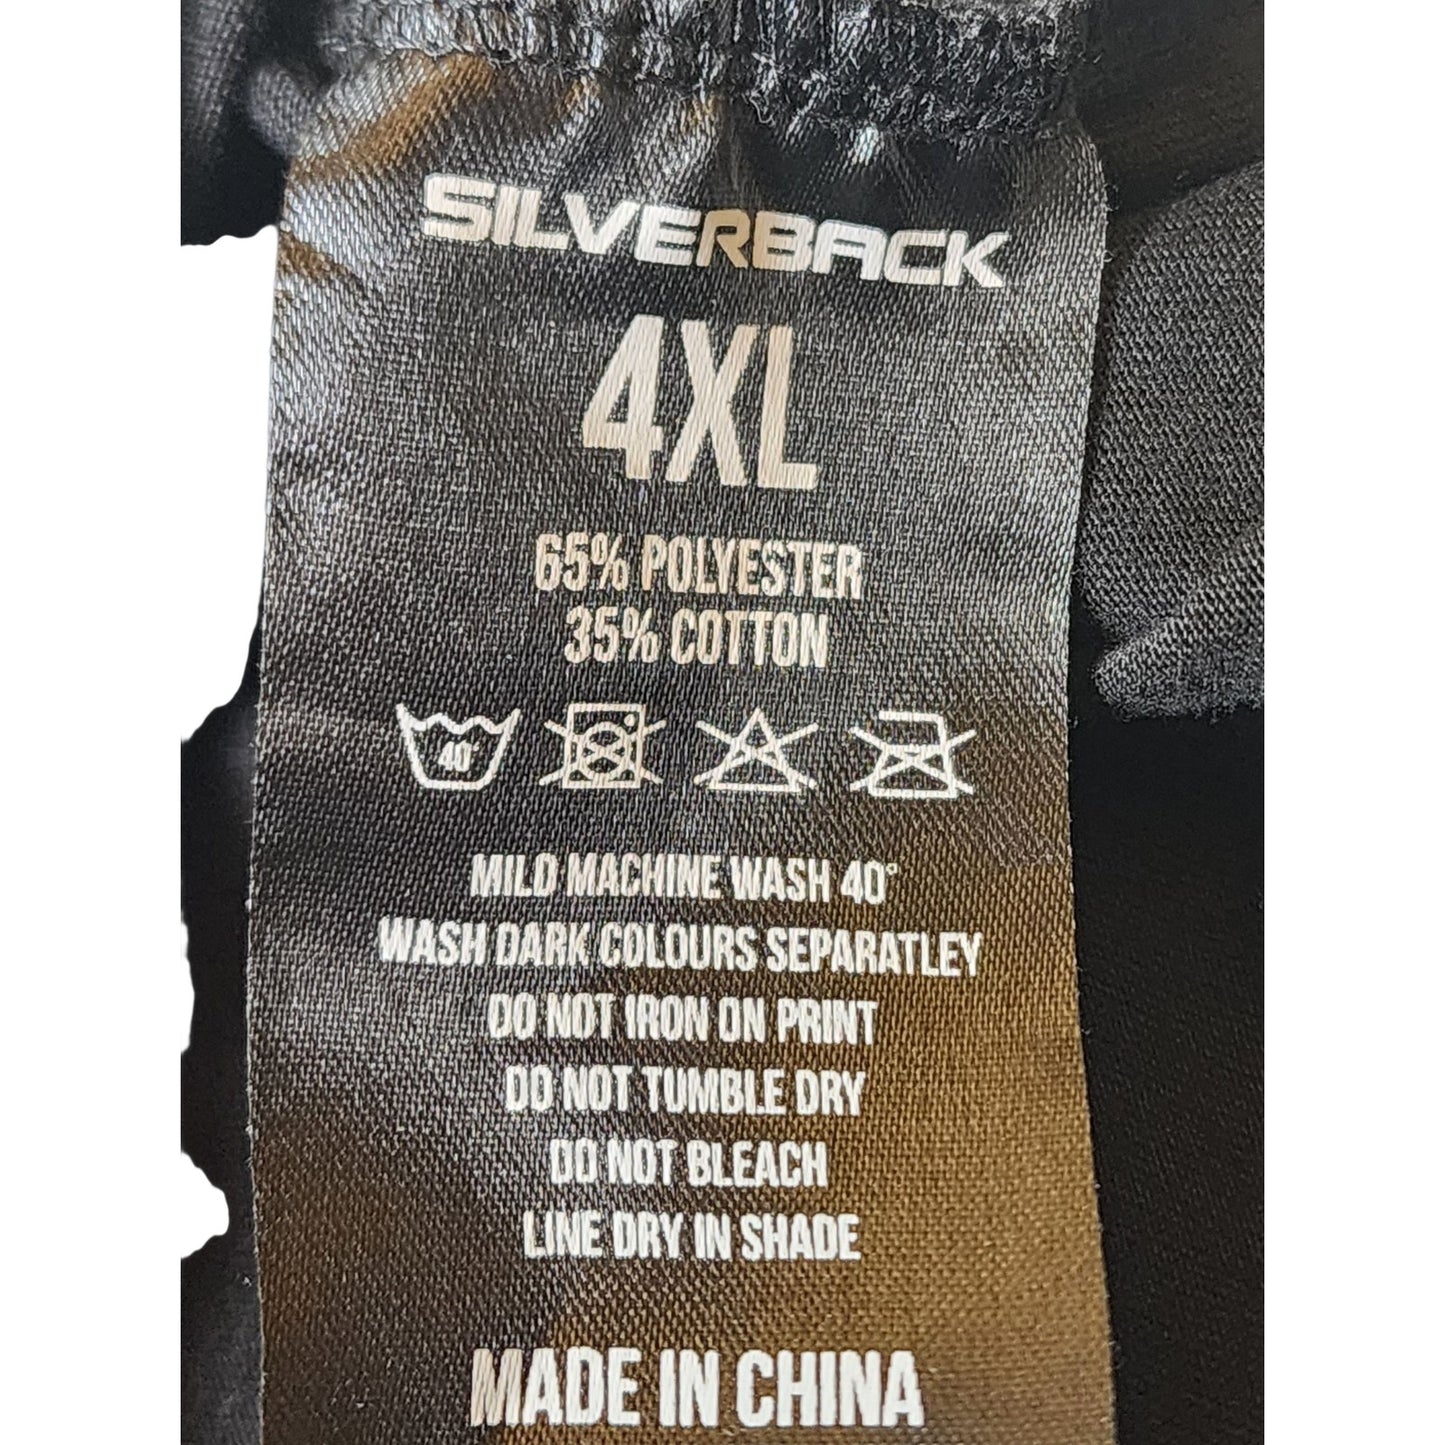 SILVERBACK
4XL
65% POLYESTER
35% COTTON
40°
MILD MACHINE WASH 40°
WASH DARK COLOURS SEPARATLEY
DO NOT IRON ON PRINT
DO NOT TUMBLE DRY
DO NOT BLEACH
LINE DRY IN SHADE
MADE IN CHINA